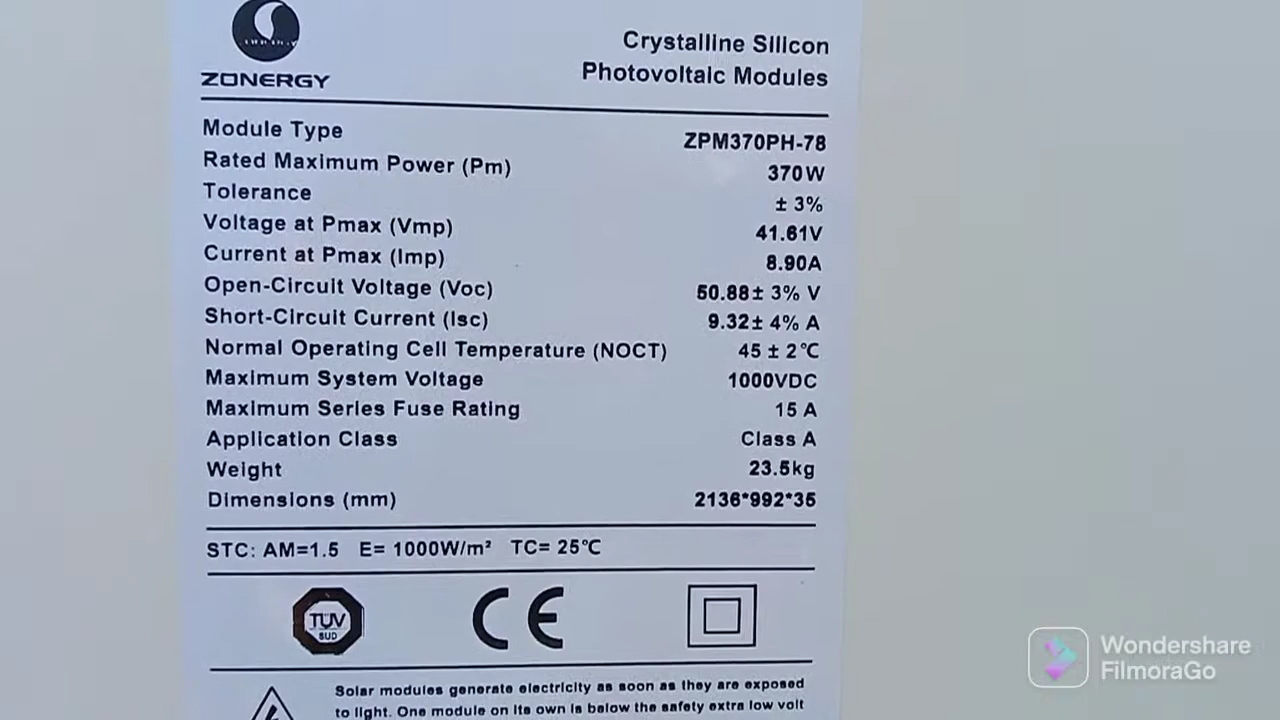 ZONERGY
Crystalline Silicon
Photovoltaic Modules
Module Type ZPM370PH-78
Rated Maximum Power (Pm) 370W
Tolerance ± 3%
Voltage at Pmax (Vmp) 41.61V
Current at Pmax (Imp) 8.90A
Open-Circuit Voltage (Voc) 50.88± 3% V
Short-Circuit Current (Isc) 9.32± 4% A
Normal Operating Cell Temperature (NOCT) 45 ± 2℃
Maximum System Voltage 1000VDC
Maximum Series Fuse Rating 15 A
Application Class Class A
Weight 23.5kg
Dimensions (mm) 2136*992*35
STC: AM=1.5 E= 1000W/m² TC= 25℃
TÜV
SUD
CE
Solar modules generate electricity as soon as they are exposed
to light. One module on its own is below the safety extra low volt
Wondershare
FilmoraGo